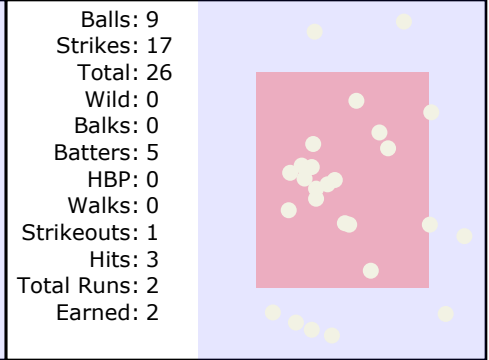 Balls: 9
Strikes: 17
Total: 26
Wild: 0
Balks: 0
Batters: 5
HBP: 0
Walks: 0
Strikeouts: 1
Hits: 3
Total Runs: 2
Earned: 2